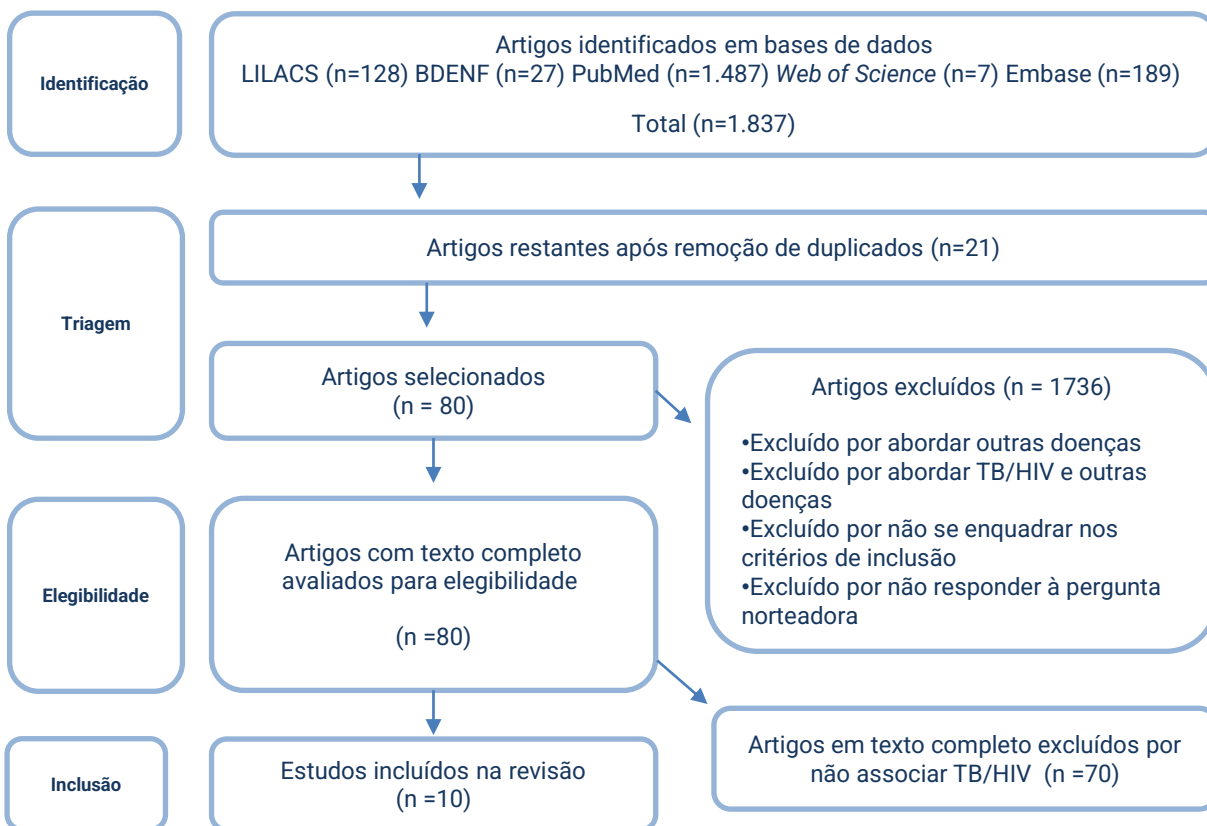 Identificação
Artigos identificados em bases de dados
LILACS (n=128) BDENF (n=27) PubMed (n=1.487) Web of Science (n=7) Embase (n=189)
Total (n=1.837)
Triagem
Artigos restantes após remoção de duplicados (n=21)
Artigos selecionados
(n = 80)
Artigos excluídos (n = 1736)
•Excluído por abordar outras doenças
•Excluído por abordar TB/HIV e outras
doenças
•Excluído por não se enquadrar nos
critérios de inclusão
•Excluído por não responder à pergunta
norteadora
Elegibilidade
Artigos com texto completo
avaliados para elegibilidade
(n =80)
Artigos em texto completo excluídos por
não associar TB/HIV (n =70)
Inclusão
Estudos incluídos na revisão
(n =10)